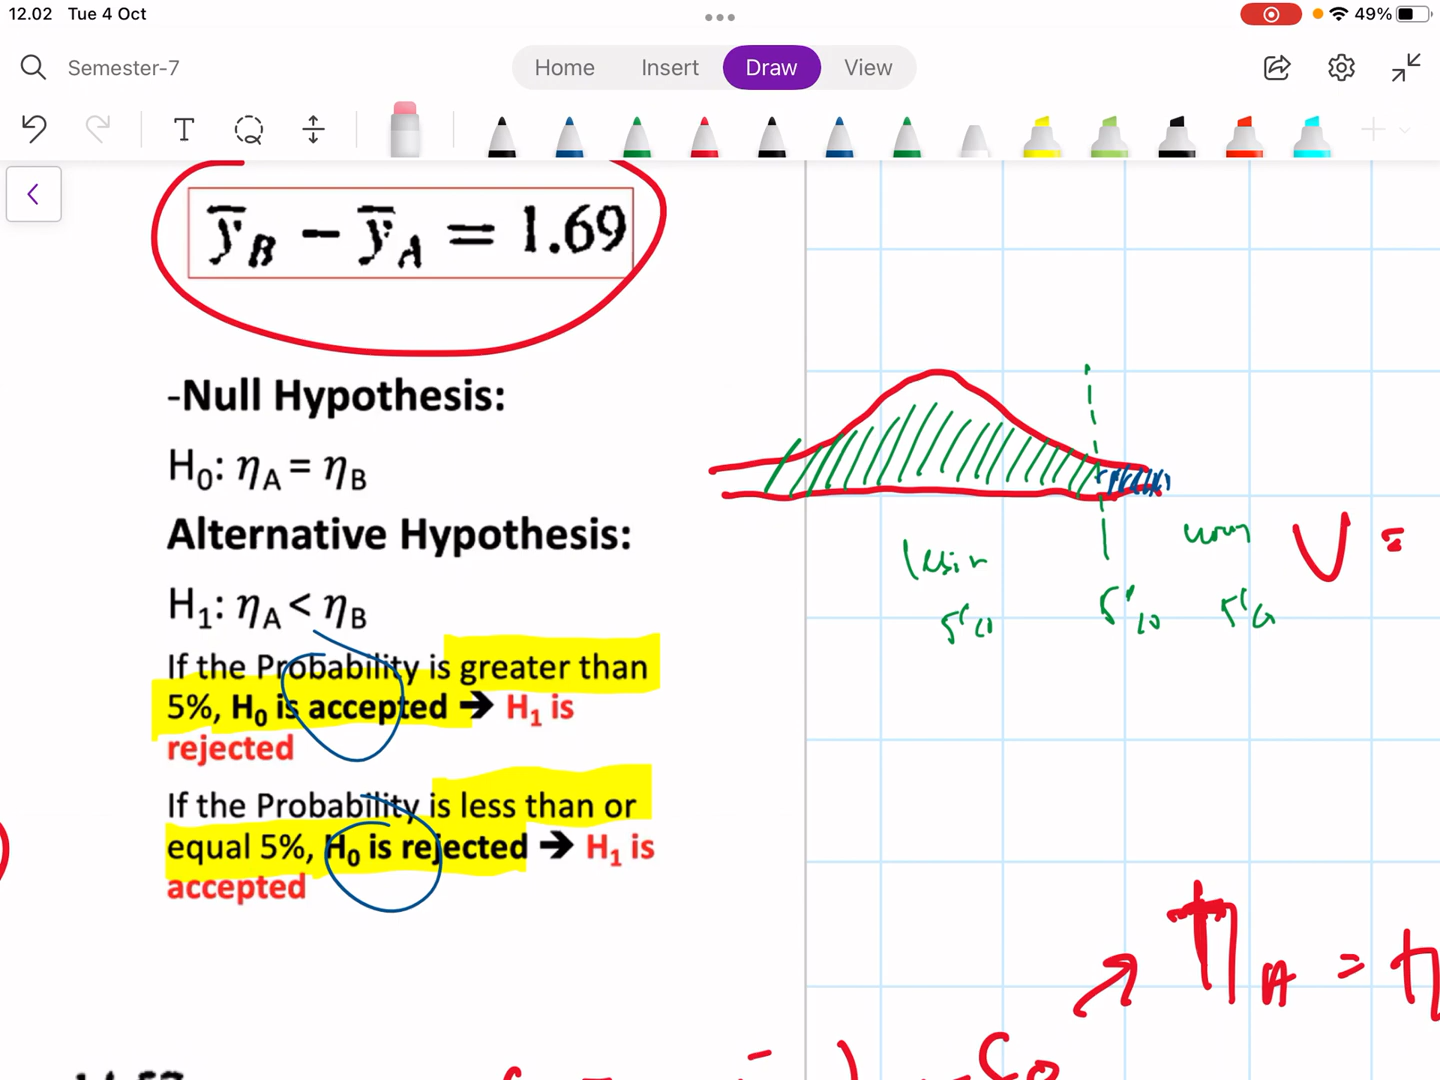 12.02 Tue 4 Oct
49%
Semester-7
Home Insert Draw View
T
y̅B − y̅A = 1.69
-Null Hypothesis:
H₀: ηA = ηB
Alternative Hypothesis:
H₁: ηA < ηB
If the Probability is greater than
5%, H₀ is accepted ➔ H₁ is
rejected
If the Probability is less than or
equal 5%, H₀ is rejected ➔ H₁ is
accepted
V =
ηA = η